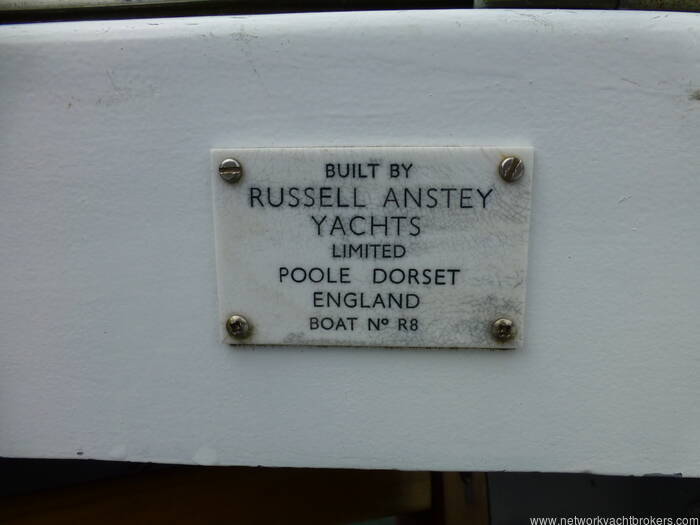 BUILT BY
RUSSELL ANSTEY
YACHTS
LIMITED
POOLE DORSET
ENGLAND
BOAT Nº R8
www.networkyachtbrokers.com